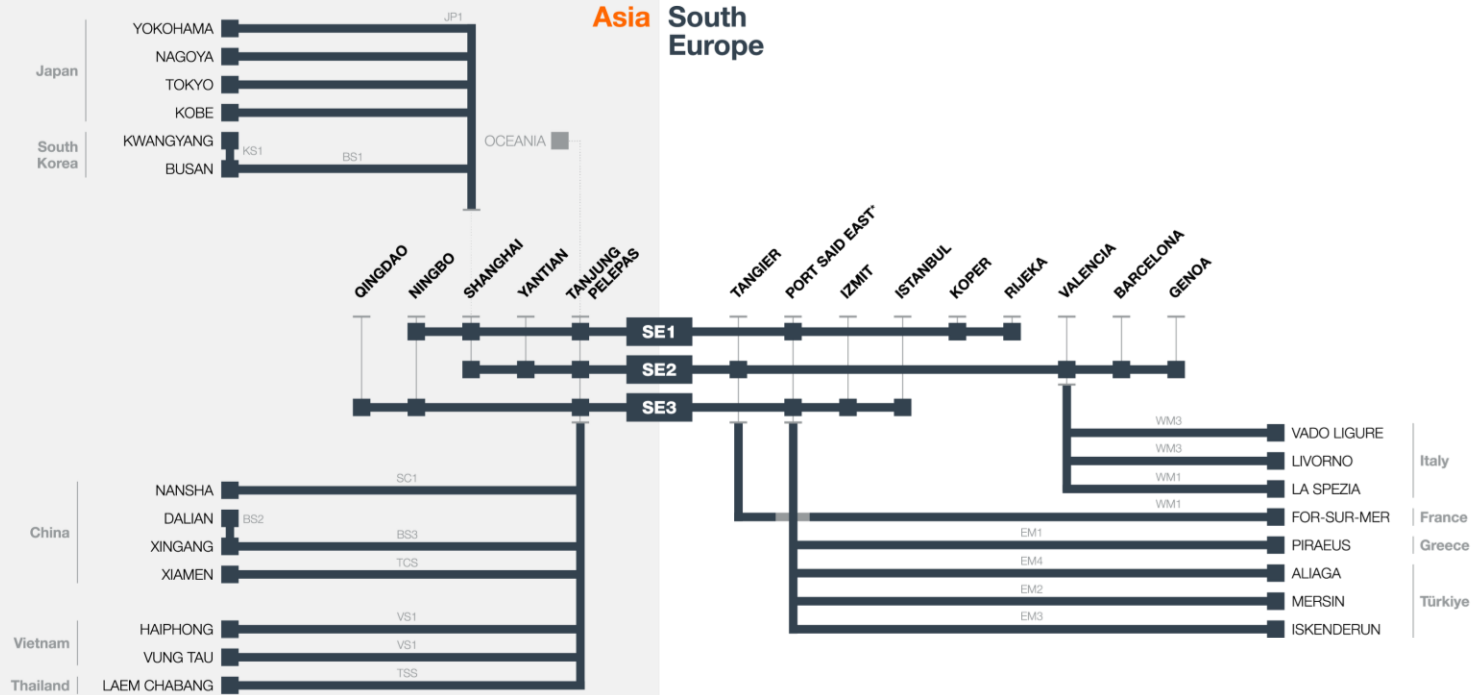 Asia
South
Europe
JP1
YOKOHAMA
NAGOYA
Japan
TOKYO
KOBE
South
Korea
KWANGYANG
KS1
BS1
BUSAN
OCEANIA
QINGDAO
NINGBO
SHANGHAI
YANTIAN
TANJUNG
PELEPAS
TANGIER
PORT SAID EAST*
IZMIT
ISTANBUL
KOPER
RIJEKA
VALENCIA
BARCELONA
GENOA
SE1
SE2
SE3
China
SC1
NANSHA
DALIAN
BS2
BS3
XINGANG
TCS
XIAMEN
Vietnam
VS1
HAIPHONG
VS1
VUNG TAU
Thailand
TSS
LAEM CHABANG
WM3
VADO LIGURE
WM3
LIVORNO
Italy
WM1
LA SPEZIA
WM1
FOR-SUR-MER
France
EM1
PIRAEUS
Greece
EM4
ALIAGA
EM2
MERSIN
Türkiye
EM3
ISKENDERUN